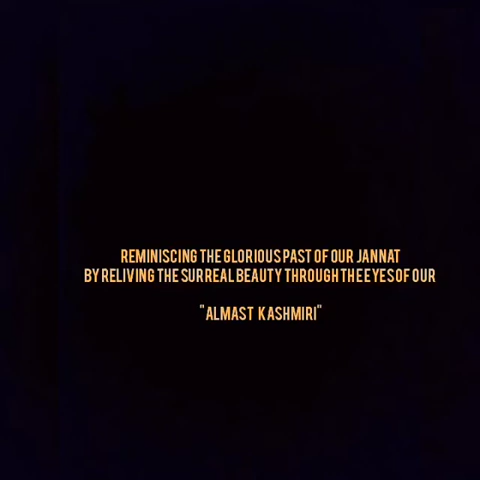 REMINISCING THE GLORIOUS PAST OF OUR JANNAT
BY RELIVING THE SURREAL BEAUTY THROUGH THE EYES OF OUR
"ALMAST KASHMIRI"